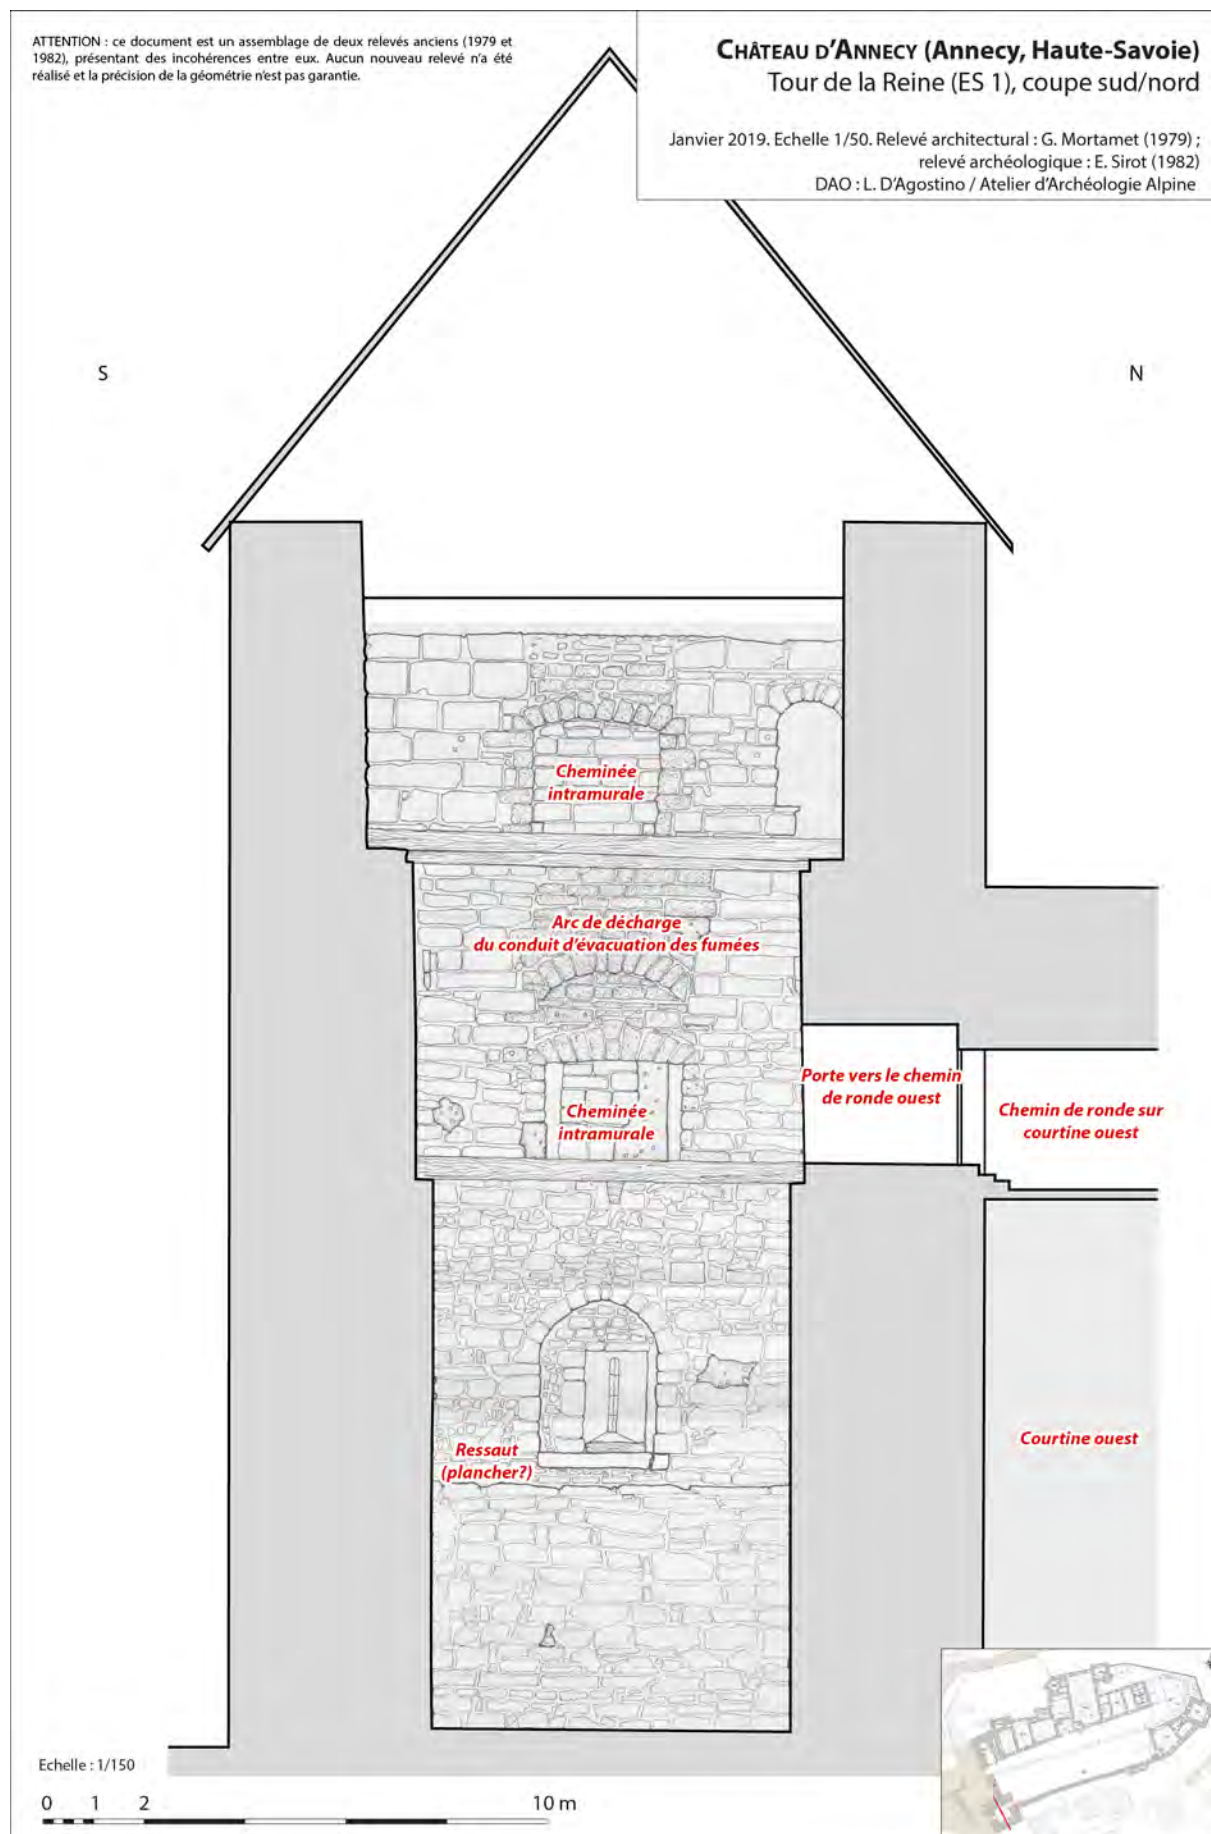 ATTENTION : ce document est un assemblage de deux relevés anciens (1979 et
1982), présentant des incohérences entre eux. Aucun nouveau relevé n'a été
réalisé et la précision de la géométrie n'est pas garantie.
CHÂTEAU D'ANNECY (Annecy, Haute-Savoie)
Tour de la Reine (ES 1), coupe sud/nord
Janvier 2019. Echelle 1/50. Relevé architectural : G. Mortamet (1979) ;
relevé archéologique : E. Sirot (1982)
DAO : L. D'Agostino / Atelier d'Archéologie Alpine
S
N
Cheminée
intramurale
Arc de décharge
du conduit d'évacuation des fumées
Cheminée
intramurale
Porte vers le chemin
de ronde ouest
Chemin de ronde sur
courtine ouest
Ressaut
(plancher?)
Courtine ouest
Echelle : 1/150
0 1 2 10 m